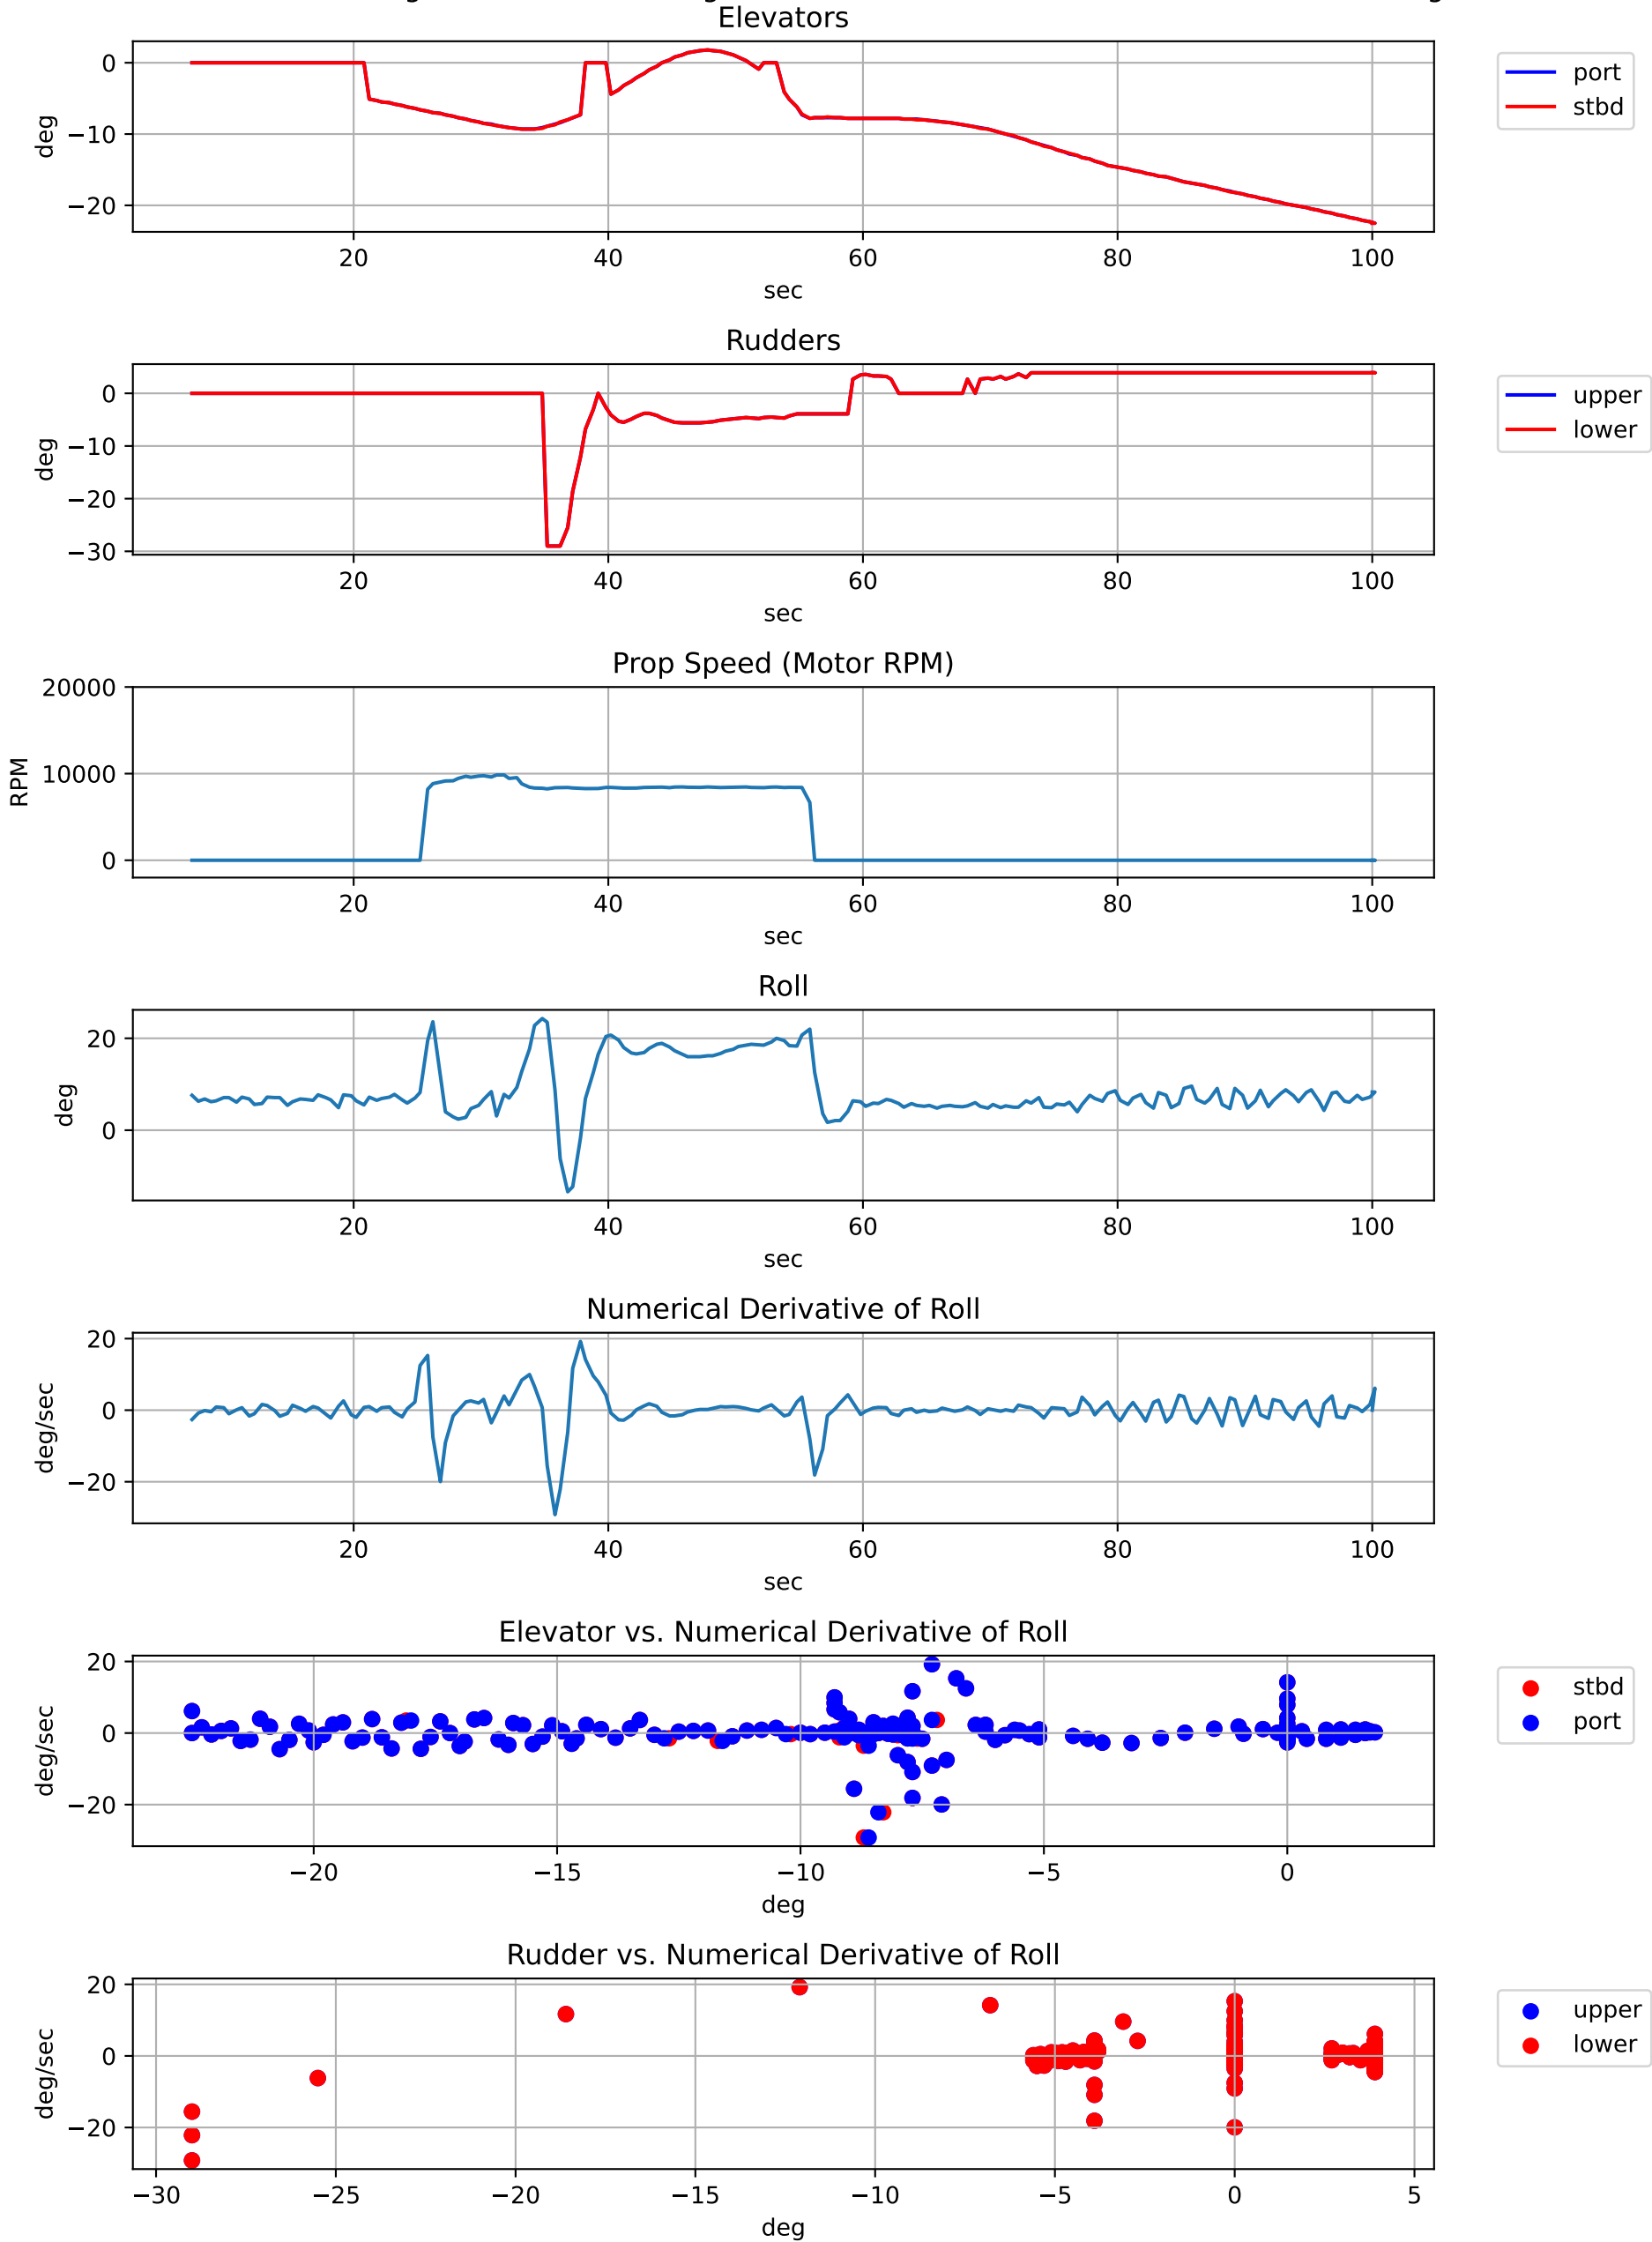 Elevators
0
−10
−20
deg
20 40 60 80 100
sec
port
stbd
Rudders
0
−10
−20
−30
deg
20 40 60 80 100
sec
upper
lower
Prop Speed (Motor RPM)
20000
10000
0
RPM
20 40 60 80 100
sec
Roll
20
0
deg
20 40 60 80 100
sec
Numerical Derivative of Roll
20
0
−20
deg/sec
20 40 60 80 100
sec
Elevator vs. Numerical Derivative of Roll
20
0
−20
deg/sec
−20 −15 −10 −5 0
deg
stbd
port
Rudder vs. Numerical Derivative of Roll
20
0
−20
deg/sec
−30 −25 −20 −15 −10 −5 0 5
deg
upper
lower